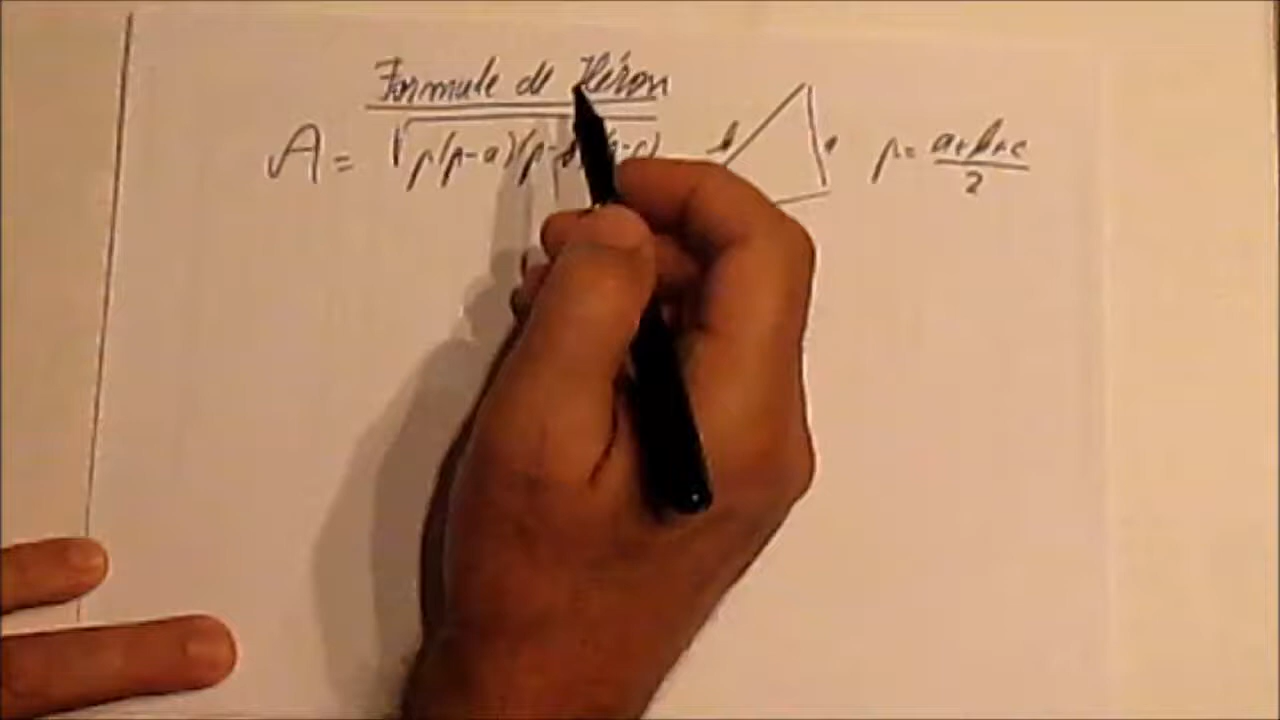 Formule de Héron
A = √p(p-a)(p-b)(p-c) b a p = a+b+c/2